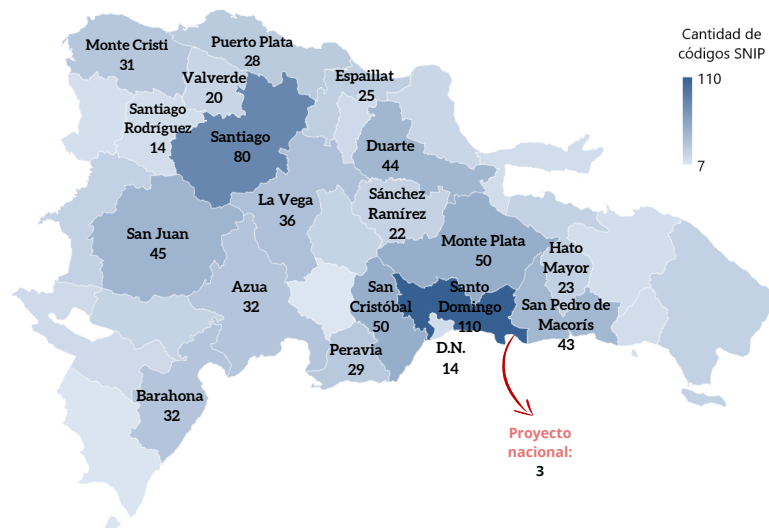 Cantidad de
códigos SNIP
110
7
Monte Cristi
31
Puerto Plata
28
Valverde
20
Espaillat
25
Santiago
Rodríguez
14
Santiago
80
Duarte
44
La Vega
36
Sánchez
Ramírez
22
San Juan
45
Monte Plata
50
Hato
Mayor
23
Azua
32
San
Cristóbal
50
Santo
Domingo
110
San Pedro de
Macorís
43
Peravia
29
D.N.
14
Barahona
32
Proyecto
nacional:
3